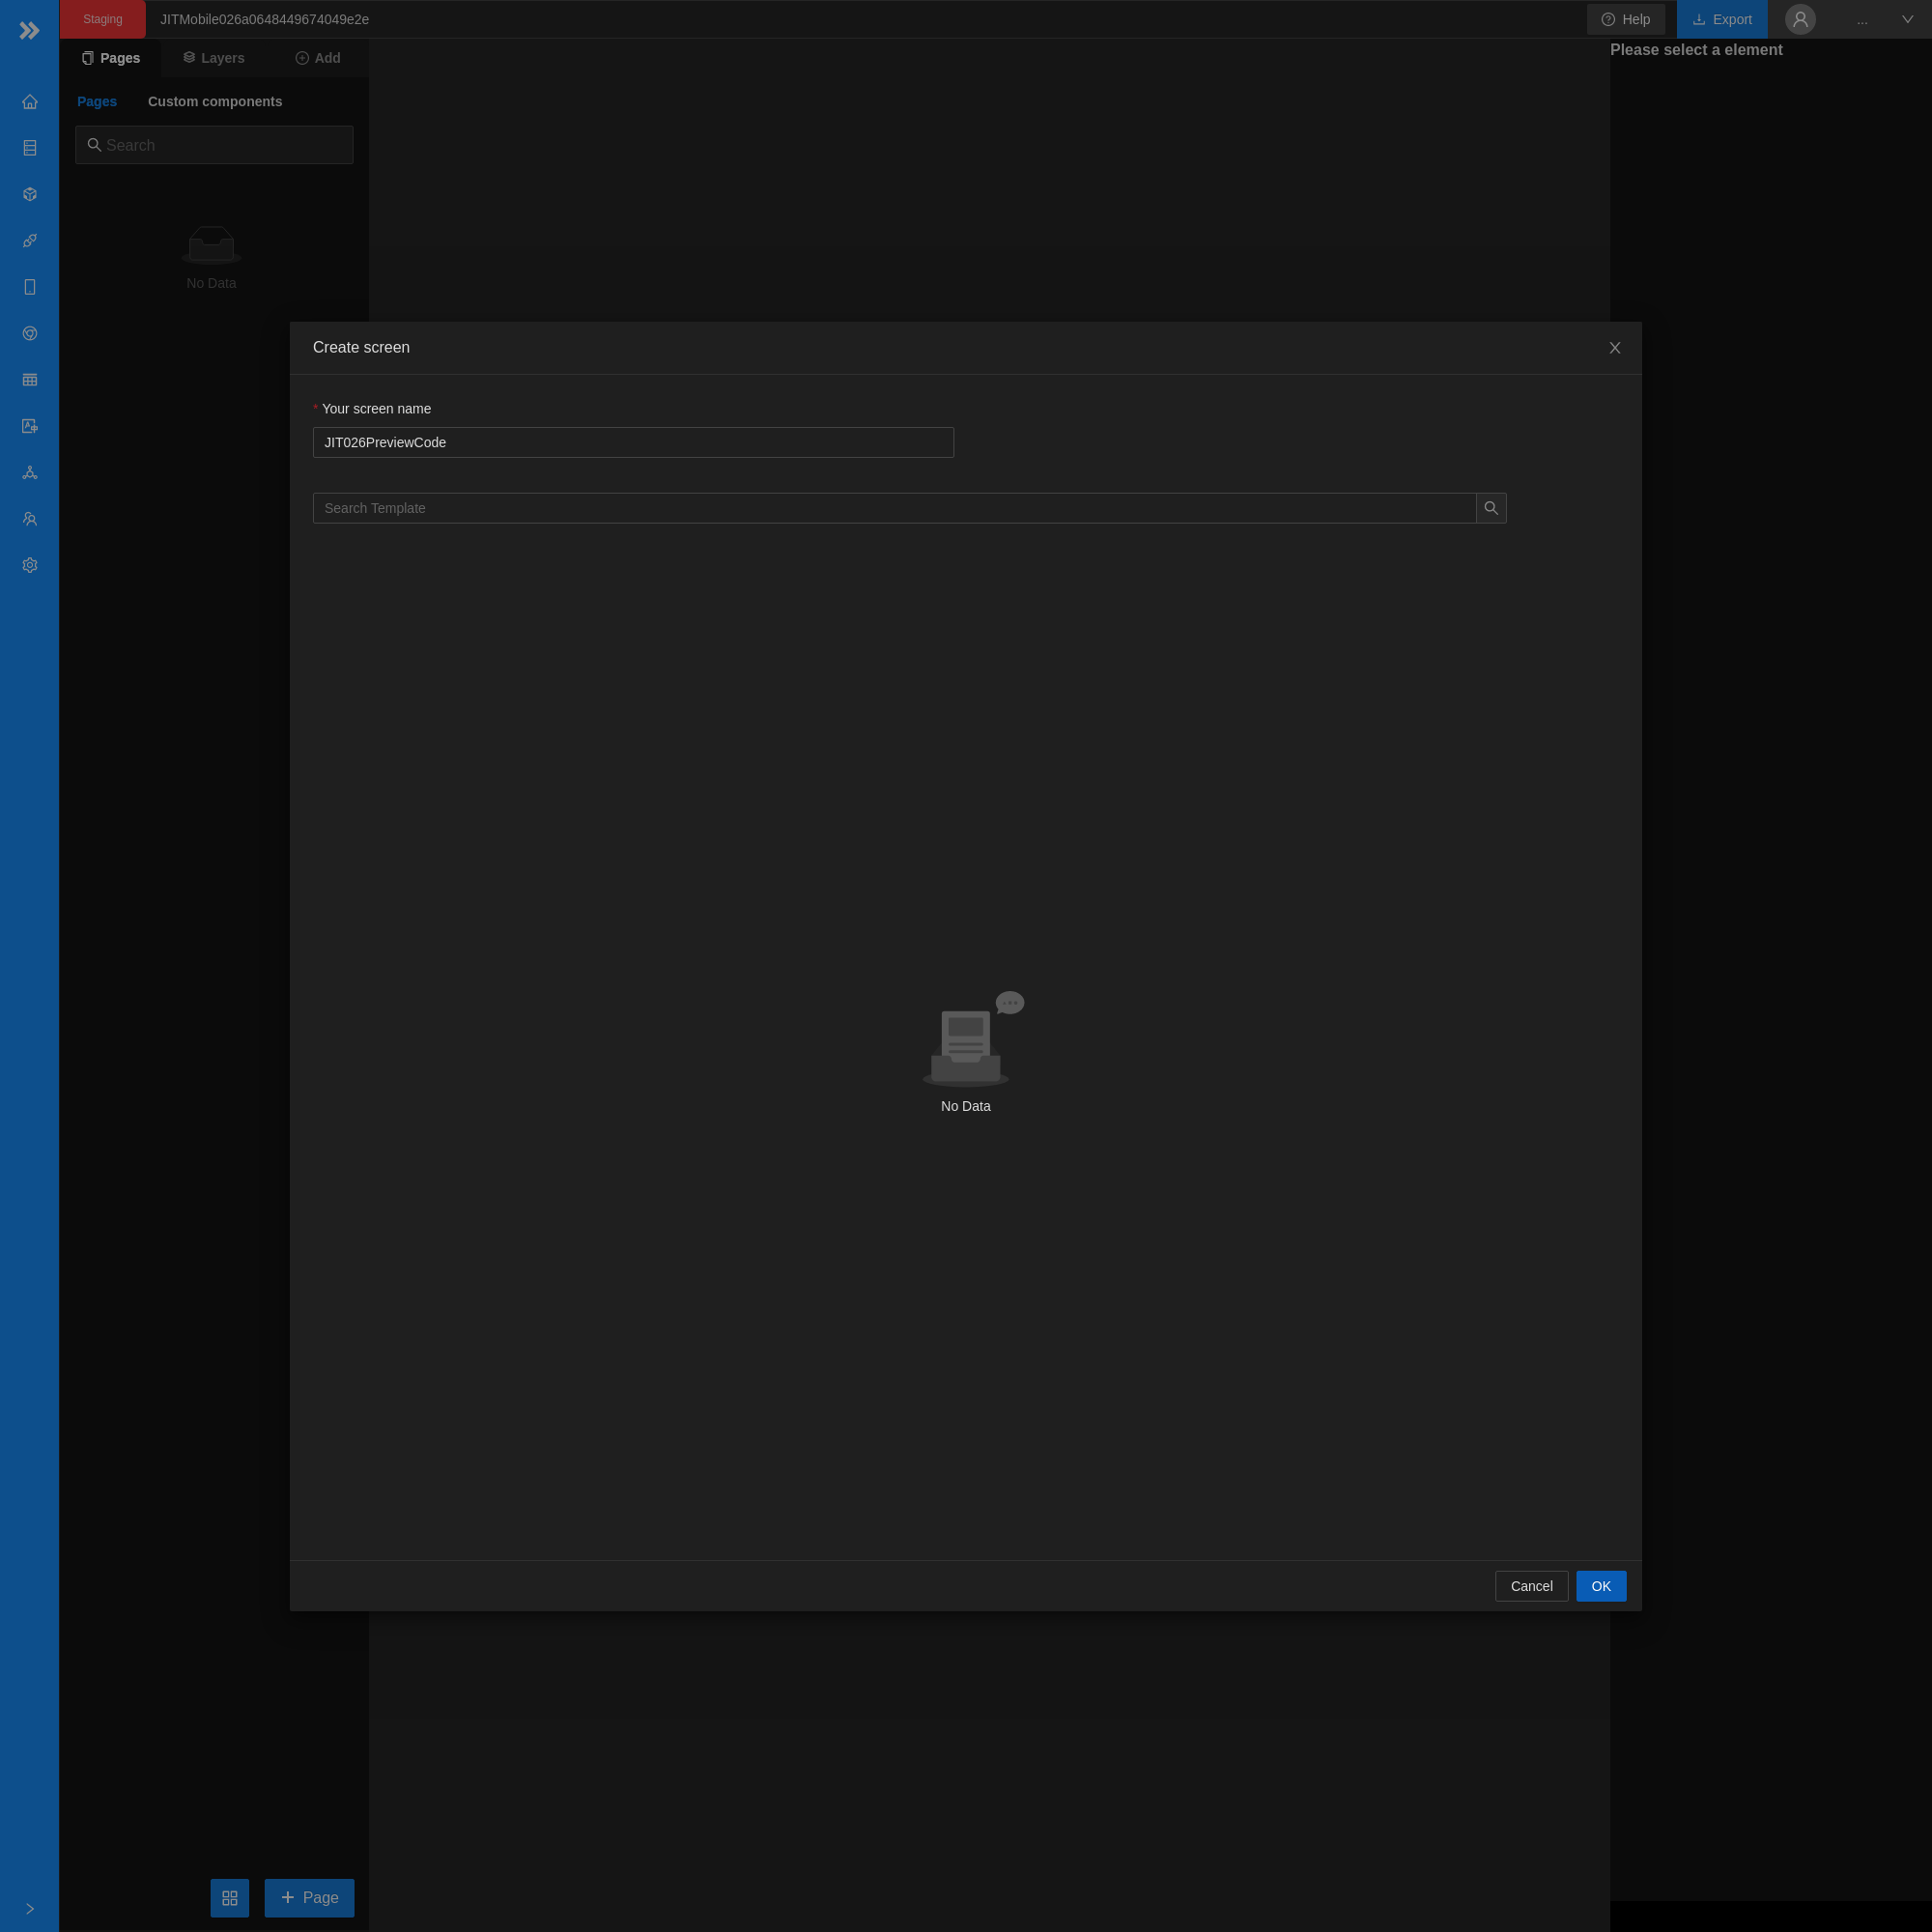 Staging
JITMobile026a0648449674049e2e
Help
Export
...
Pages
Layers
Add
Please select a element
Pages
Custom components
Search
No Data
Create screen
* Your screen name
JIT026PreviewCode
Search Template
No Data
Cancel
OK
Page